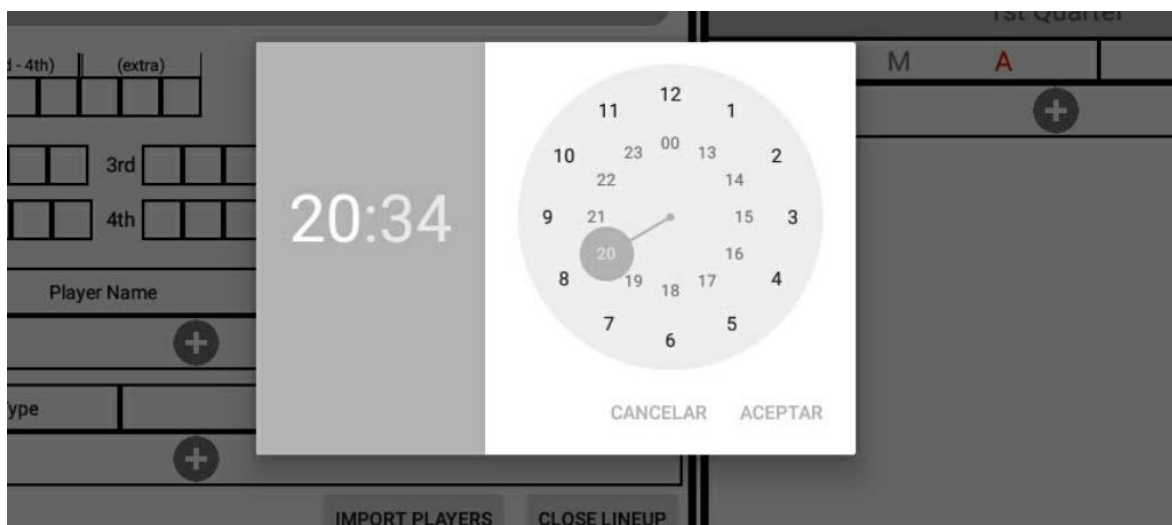 1st Quarter
- 4th) (extra)
M A
3rd
4th
Player Name
IMPORT PLAYERS CLOSE LINEUP
20:34
12
11 1
00
23 13
10 2
22 14
9 21 15 3
20 16
8 19 17 4
18
7 5
6
CANCELAR ACEPTAR